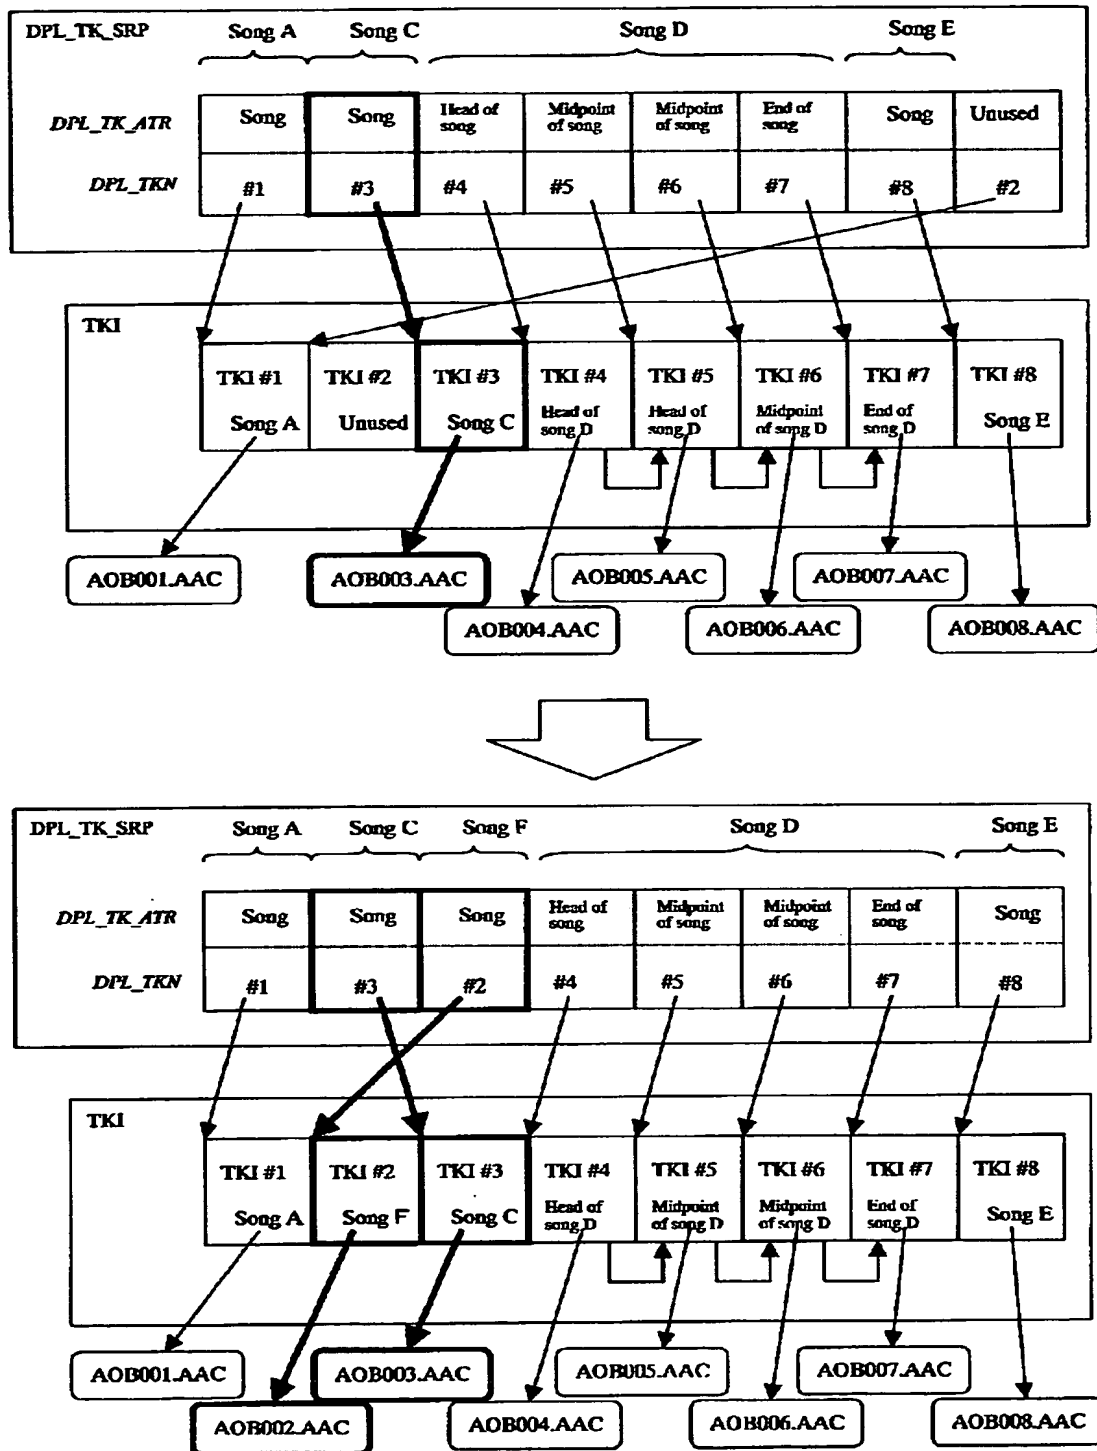 DPL_TK_SRP Song A Song C Song D Song E
DPL_TK_ATR Song Song Head of song Midpoint of song Midpoint of song End of song Song Unused
DPL_TKN #1 #3 #4 #5 #6 #7 #8 #2
TKI
TKI #1 TKI #2 TKI #3 TKI #4 TKI #5 TKI #6 TKI #7 TKI #8
Song A Unused Song C Head of song D Head of song D Midpoint of song D End of song D Song E
AOB001.AAC AOB003.AAC AOB005.AAC AOB007.AAC
AOB004.AAC AOB006.AAC AOB008.AAC
DPL_TK_SRP Song A Song C Song F Song D Song E
DPL_TK_ATR Song Song Song Head of song Midpoint of song Midpoint of song End of song Song
DPL_TKN #1 #3 #2 #4 #5 #6 #7 #8
TKI
TKI #1 TKI #2 TKI #3 TKI #4 TKI #5 TKI #6 TKI #7 TKI #8
Song A Song F Song C Head of song D Midpoint of song D Midpoint of song D End of song D Song E
AOB001.AAC AOB003.AAC AOB005.AAC AOB007.AAC
AOB002.AAC AOB004.AAC AOB006.AAC AOB008.AAC